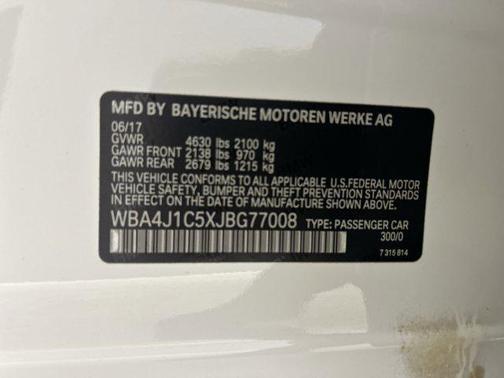 MFD BY BAYERISCHE MOTOREN WERKE AG
06/17
GVWR 4630 lbs 2100 kg
GAWR FRONT 2138 lbs 970 kg
GAWR REAR 2679 lbs 1215 kg
THIS VEHICLE CONFORMS TO ALL APPLICABLE U.S. FEDERAL MOTOR
VEHICLE SAFETY, BUMPER, AND THEFT PREVENTION STANDARDS
IN EFFECT ON THE DATE OF MANUFACTURE SHOWN ABOVE.
WBA4J1C5XJBG77008 TYPE: PASSENGER CAR
300/0
7 315 814